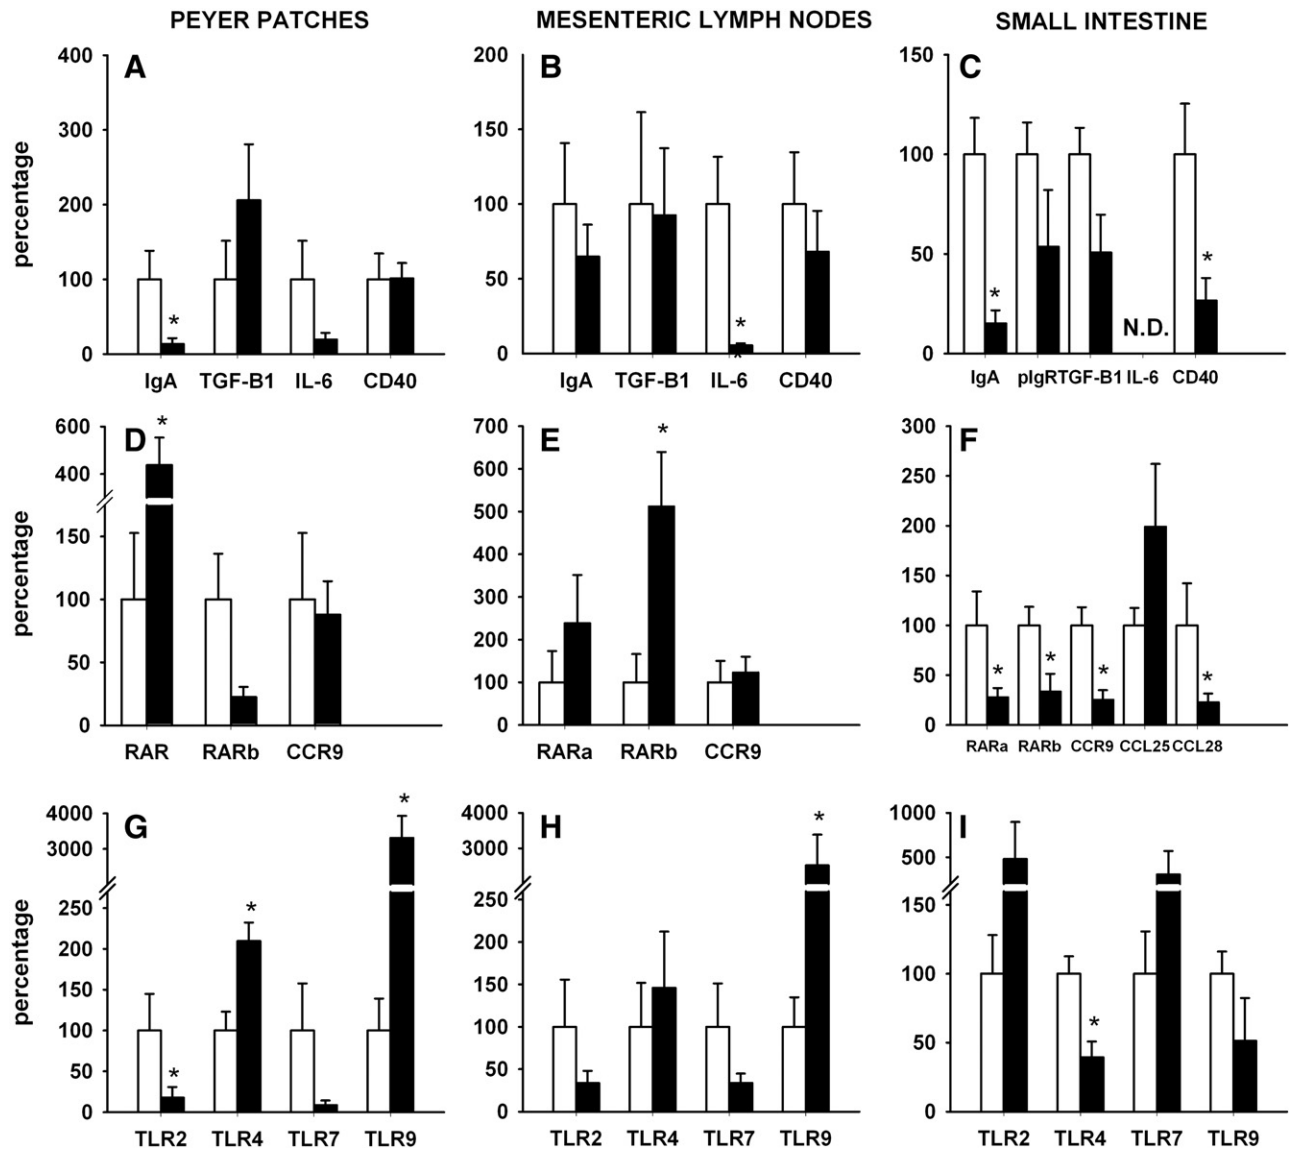 PEYER PATCHES
MESENTERIC LYMPH NODES
SMALL INTESTINE
percentage
400
300
200
100
0
A
*
IgA TGF-B1 IL-6 CD40
200
150
100
50
0
B
*
*
IgA TGF-B1 IL-6 CD40
150
100
50
0
C
*
N.D.
*
IgA pIgR TGF-B1 IL-6 CD40
percentage
600
400
150
100
50
0
D
*
RAR RARb CCR9
700
600
500
400
300
200
100
0
E
*
RARa RARb CCR9
300
250
200
150
100
50
0
F
*
*
*
*
RARa RARb CCR9 CCL25 CCL28
percentage
4000
3000
250
200
150
100
50
0
G
*
*
*
TLR2 TLR4 TLR7 TLR9
4000
3000
250
200
150
100
50
0
H
*
TLR2 TLR4 TLR7 TLR9
1000
500
150
100
50
0
I
*
TLR2 TLR4 TLR7 TLR9